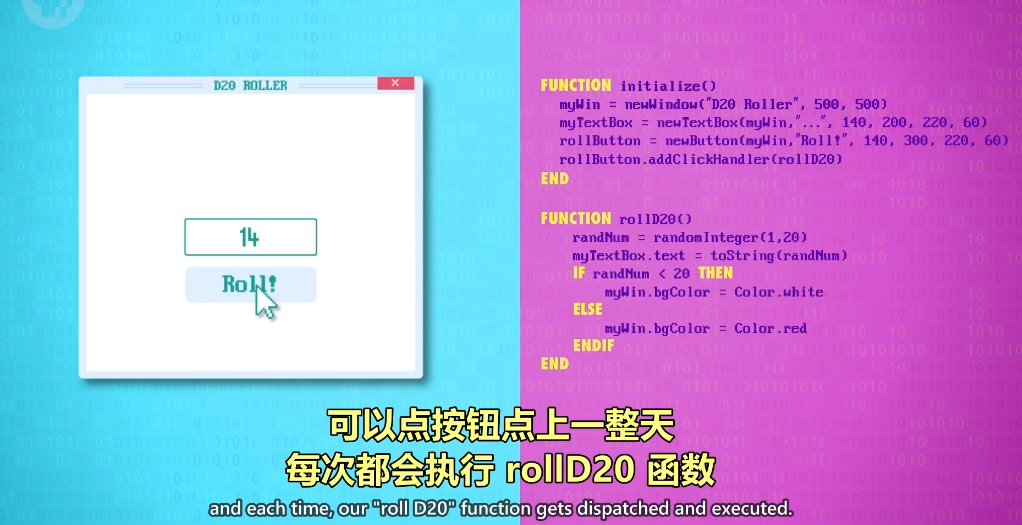 D20 ROLLER
14
Roll!
FUNCTION initialize()
myWin = newWindow("D20 Roller", 500, 500)
myTextBox = newTextBox(myWin,"...", 140, 200, 220, 60)
rollButton = newButton(myWin,"Roll!", 140, 300, 220, 60)
rollButton.addClickHandler(rollD20)
END
FUNCTION rollD20()
randNum = randomInteger(1,20)
myTextBox.text = toString(randNum)
IF randNum < 20 THEN
myWin.bgColor = Color.white
ELSE
myWin.bgColor = Color.red
ENDIF
END
可以点按钮点上一整天
每次都会执行 rollD20 函数
and each time, our "roll D20" function gets dispatched and executed.